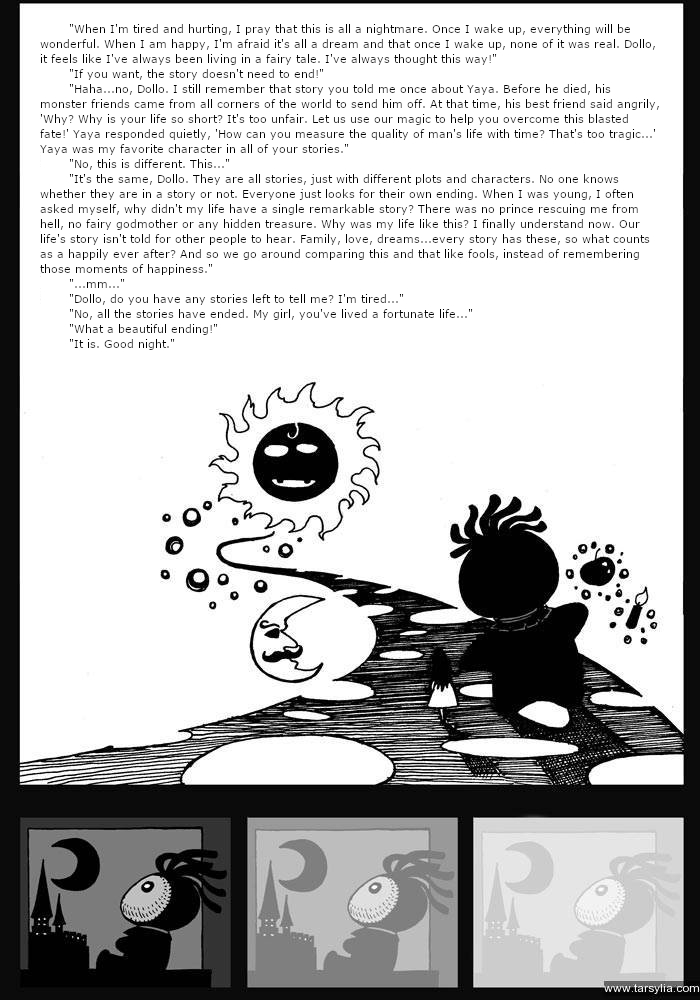 "When I'm tired and hurting, I pray that this is all a nightmare. Once I wake up, everything will be
wonderful. When I am happy, I'm afraid it's all a dream and that once I wake up, none of it was real. Dollo,
it feels like I've always been living in a fairy tale. I've always thought this way!"
"If you want, the story doesn't need to end!"
"Haha...no, Dollo. I still remember that story you told me once about Yaya. Before he died, his
monster friends came from all corners of the world to send him off. At that time, his best friend said angrily,
'Why? Why is your life so short? It's too unfair. Let us use our magic to help you overcome this blasted
fate!' Yaya responded quietly, 'How can you measure the quality of man's life with time? That's too tragic...'
Yaya was my favorite character in all of your stories."
"No, this is different. This..."
"It's the same, Dollo. They are all stories, just with different plots and characters. No one knows
whether they are in a story or not. Everyone just looks for their own ending. When I was young, I often
asked myself, why didn't my life have a single remarkable story? There was no prince rescuing me from
hell, no fairy godmother or any hidden treasure. Why was my life like this? I finally understand now. Our
life's story isn't told for other people to hear. Family, love, dreams...every story has these, so what counts
as a happily ever after? And so we go around comparing this and that like fools, instead of remembering
those moments of happiness."
"...mm..."
"Dollo, do you have any stories left to tell me? I'm tired..."
"No, all the stories have ended. My girl, you've lived a fortunate life..."
"What a beautiful ending!"
"It is. Good night."
www.tarsylia.com